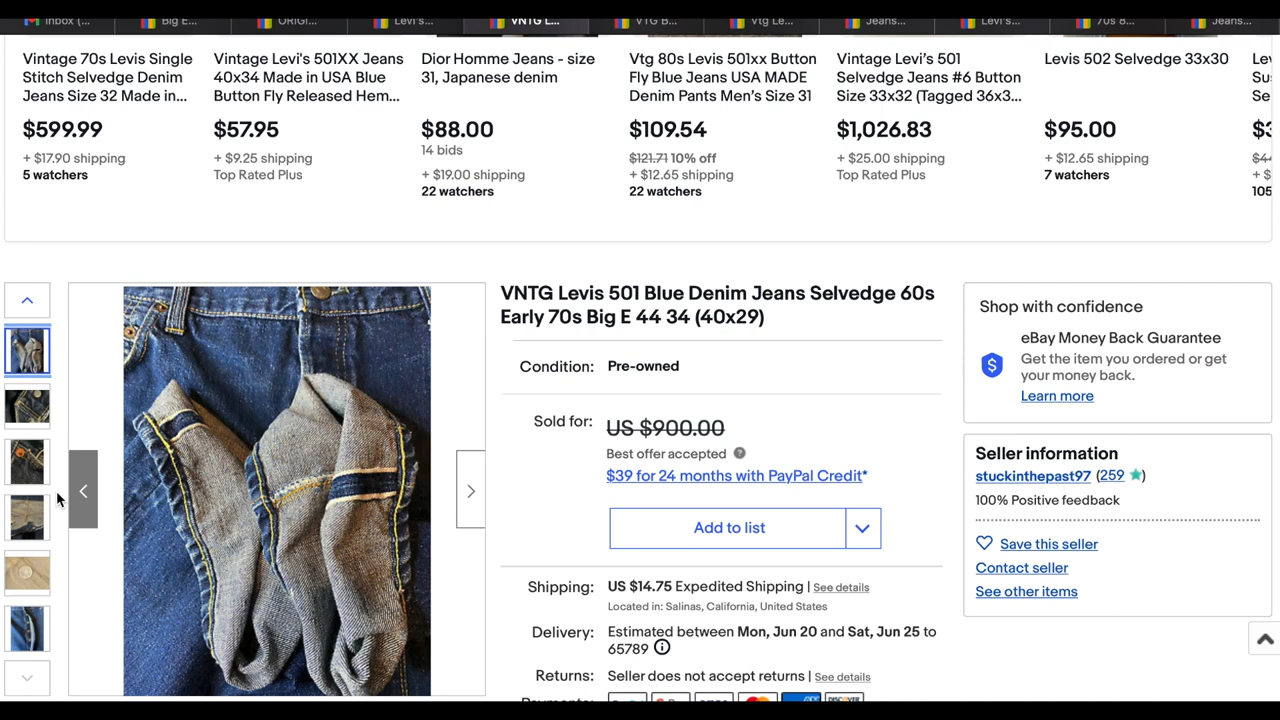 Inbox (...
Big E...
ORIGI...
Levi's...
VNTG L...
VTG B...
Vtg Le...
Jeans...
Levi's...
70s 8...
Jeans...
Vintage 70s Levis Single
Stitch Selvedge Denim
Jeans Size 32 Made in...
$599.99
+ $17.90 shipping
5 watchers
Vintage Levi's 501XX Jeans
40x34 Made in USA Blue
Button Fly Released Hem...
$57.95
+ $9.25 shipping
Top Rated Plus
Dior Homme Jeans - size
31, Japanese denim
$88.00
14 bids
+ $19.00 shipping
22 watchers
Vtg 80s Levis 501xx Button
Fly Blue Jeans USA MADE
Denim Pants Men's Size 31
$109.54
$121.71 10% off
+ $12.65 shipping
22 watchers
Vintage Levi's 501
Selvedge Jeans #6 Button
Size 33x32 (Tagged 36x3...
$1,026.83
+ $25.00 shipping
Top Rated Plus
Levis 502 Selvedge 33x30
$95.00
+ $12.65 shipping
7 watchers
VNTG Levis 501 Blue Denim Jeans Selvedge 60s
Early 70s Big E 44 34 (40x29)
Condition: Pre-owned
Sold for: US $900.00
Best offer accepted
$39 for 24 months with PayPal Credit*
Add to list
Shipping: US $14.75 Expedited Shipping | See details
Located in: Salinas, California, United States
Delivery: Estimated between Mon, Jun 20 and Sat, Jun 25 to
65789
Returns: Seller does not accept returns | See details
Shop with confidence
eBay Money Back Guarantee
Get the item you ordered or get
your money back.
Learn more
Seller information
stuckinthepast97 (259)
100% Positive feedback
Save this seller
Contact seller
See other items